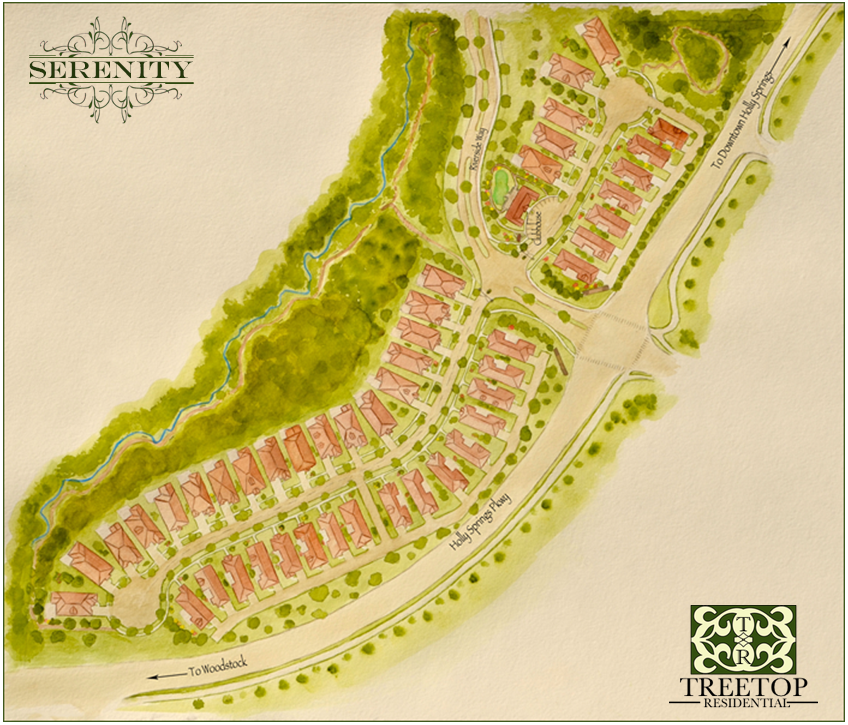 SERENITY
Riverside Way
To Downtown Holly Springs
Clubhouse
Holly Springs Pkwy
To Woodstock
T
R
TREETOP
RESIDENTIAL